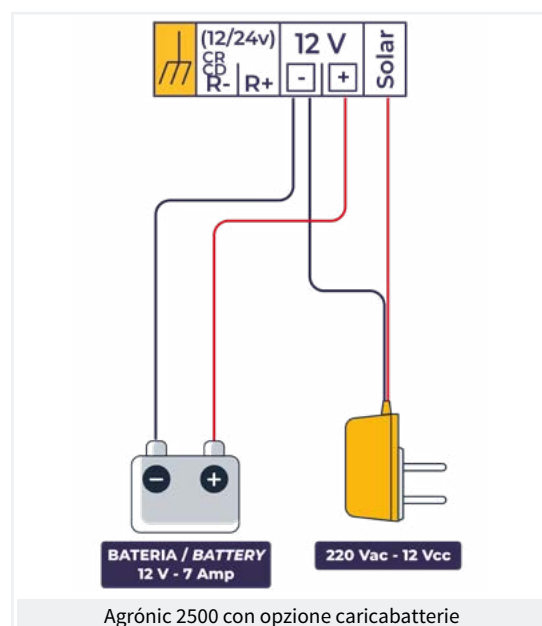 (12/24v)
CR
CD
R- R+
12 V
- +
Solar
- +
BATERIA / BATTERY
12 V - 7 Amp
220 Vac - 12 Vcc
Agrónic 2500 con opzione caricabatterie